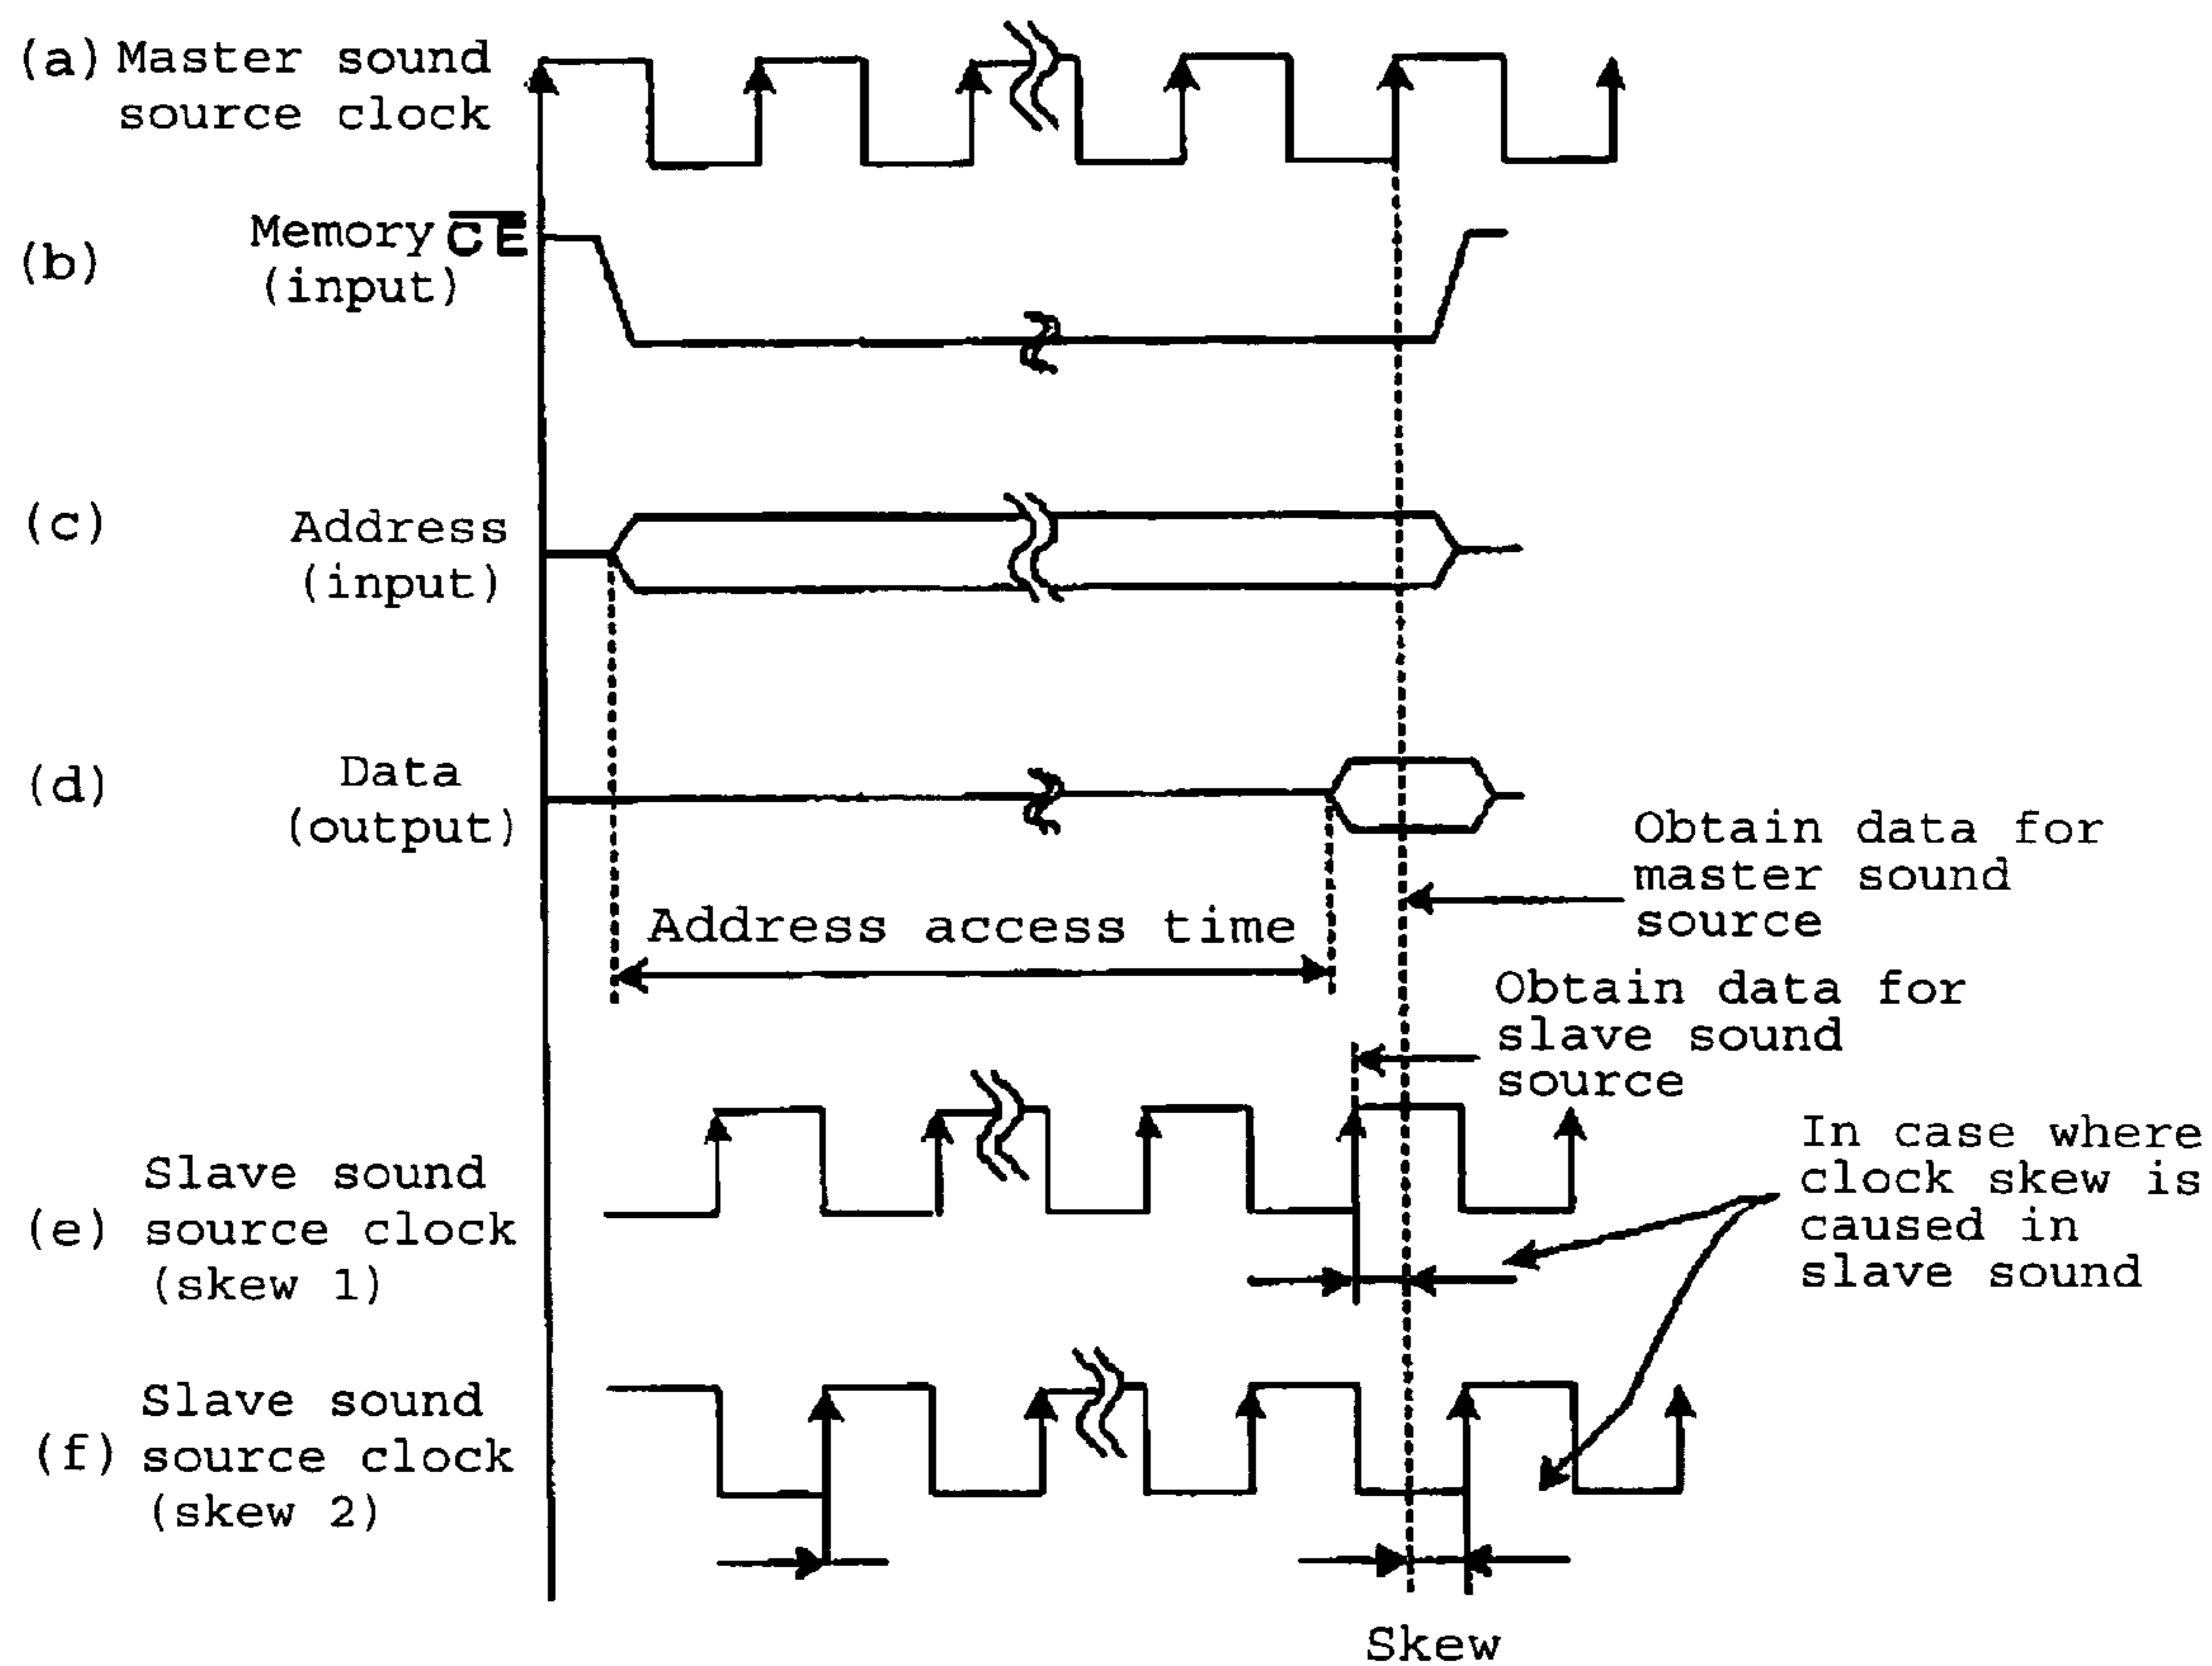 (a) Master sound
source clock
(b) Memory C̅E̅
(input)
(c) Address
(input)
(d) Data
(output)
Obtain data for
master sound
source
Address access time
Obtain data for
slave sound
source
In case where
clock skew is
caused in
slave sound
Slave sound
(e) source clock
(skew 1)
Slave sound
(f) source clock
(skew 2)
Skew